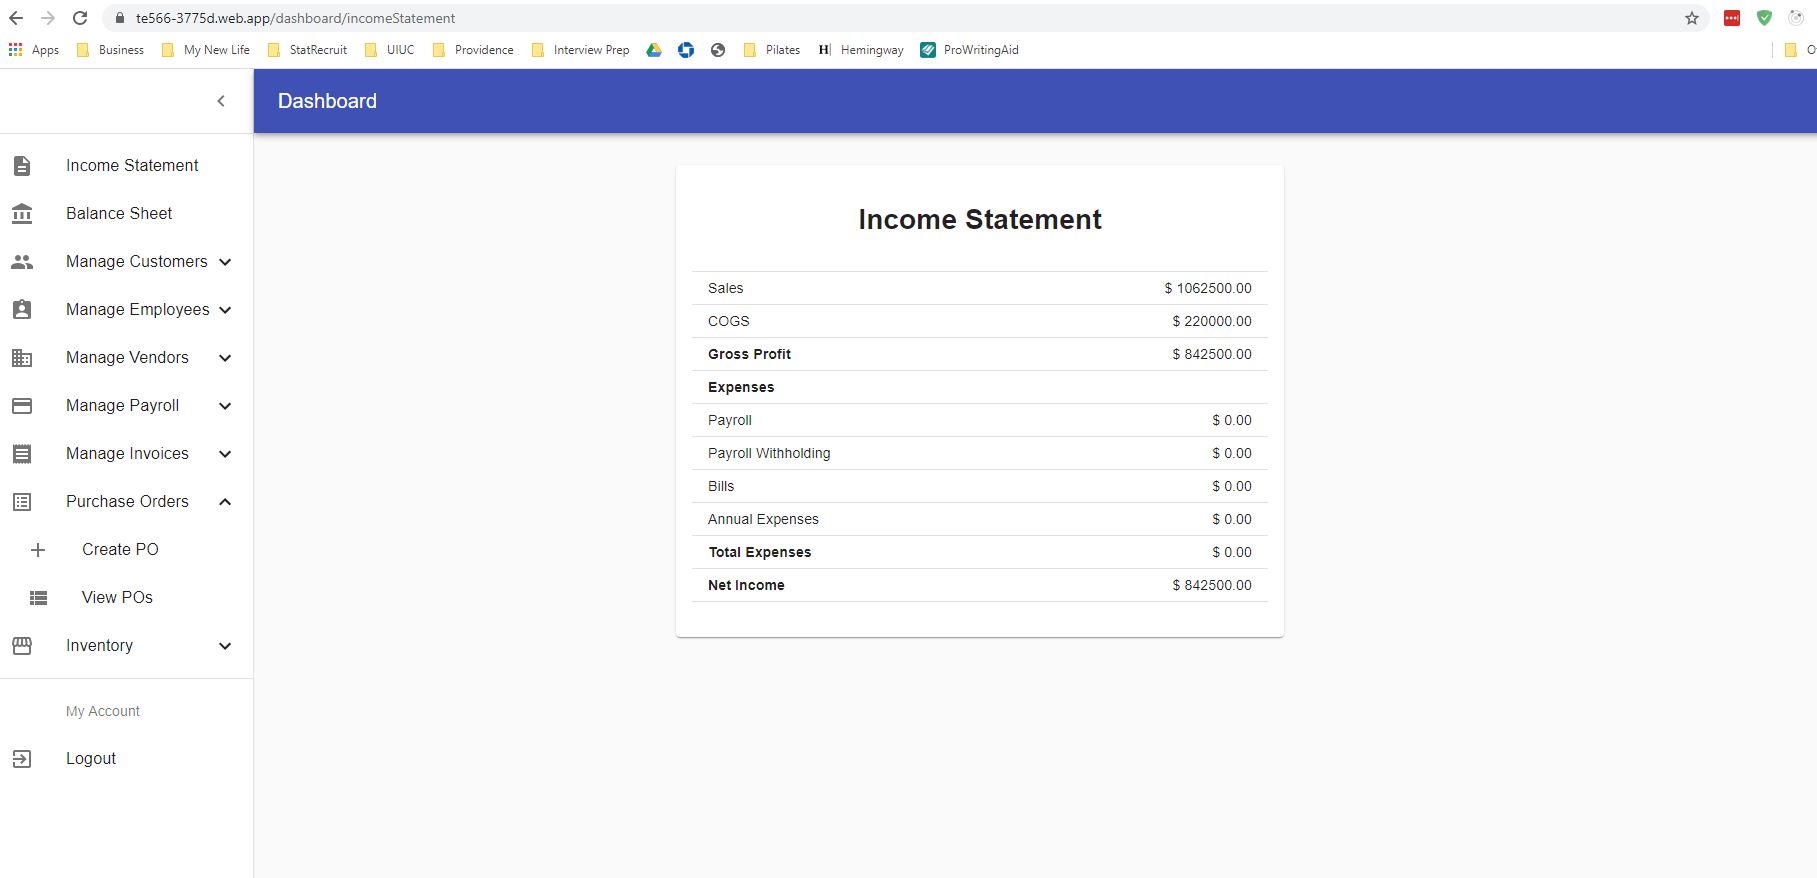 te566-3775d.web.app/dashboard/incomeStatement
Apps Business My New Life StatRecruit UIUC Providence Interview Prep Pilates H Hemingway ProWritingAid
Dashboard
Income Statement
Balance Sheet
Manage Customers
Manage Employees
Manage Vendors
Manage Payroll
Manage Invoices
Purchase Orders
Create PO
View POs
Inventory
My Account
Logout
Income Statement
Sales $ 1062500.00
COGS $ 220000.00
Gross Profit $ 842500.00
Expenses
Payroll $ 0.00
Payroll Withholding $ 0.00
Bills $ 0.00
Annual Expenses $ 0.00
Total Expenses $ 0.00
Net Income $ 842500.00